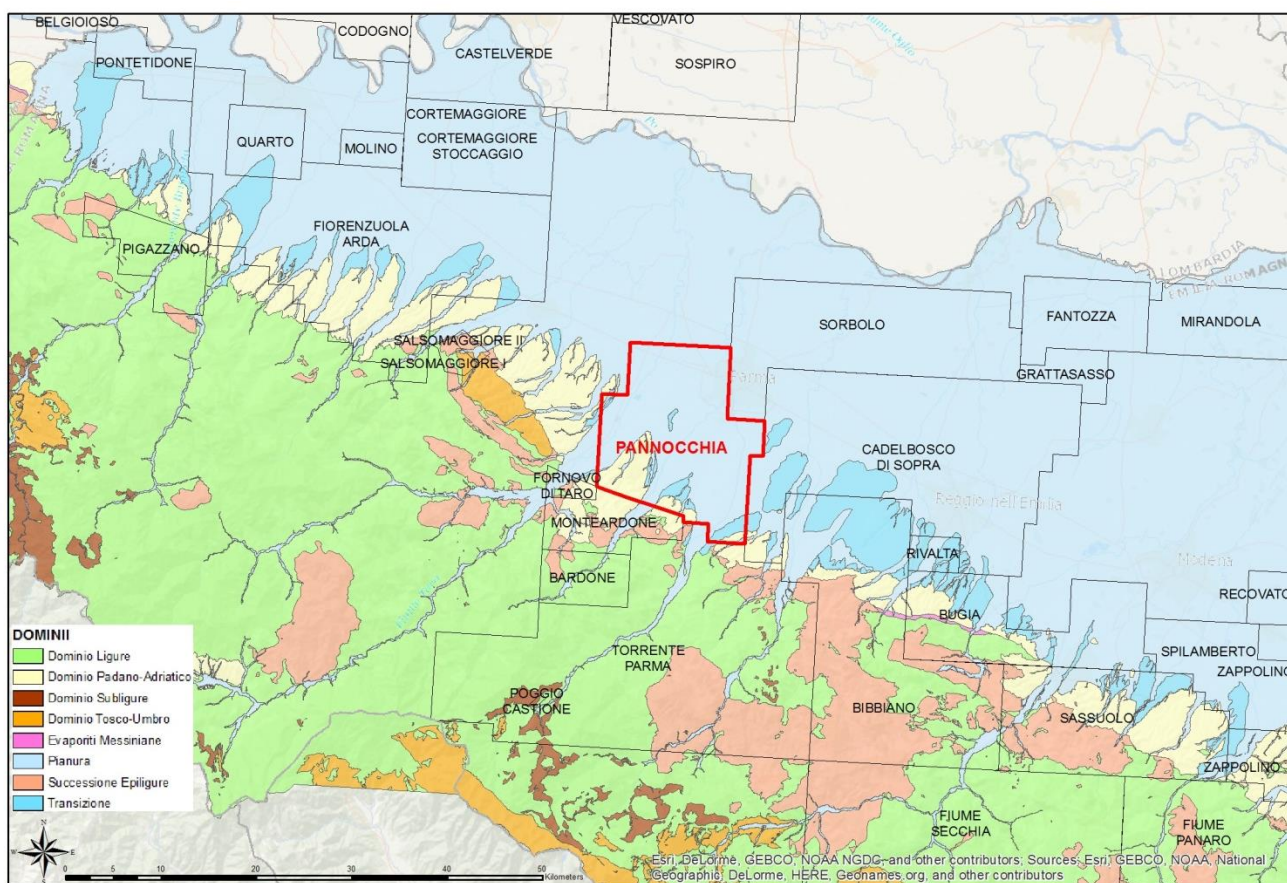 BELGIOIOSO
CODOGNO
VESCOVATO
PONTETIDONE
CASTELVERDE
SOSPIRO
QUARTO
MOLINO
CORTEMAGGIORE
CORTEMAGGIORE
STOCCAGGIO
PIGAZZANO
FIORENZUOLA
ARDA
LOMBARDIA
EMILIA ROMAGN
SALSOMAGGIORE II
SALSOMAGGIORE I
SORBOLO
FANTOZZA
MIRANDOLA
GRATTASASSO
Parma
PANNOCCHIA
CADELBOSCO
DI SOPRA
Reggio nell'Emilia
FORNOVO
DI TARO
MONTEARDONE
BARDONE
RIVALTA
Modena
RECOVATO
BUGIA
SPILAMBERTO
ZAPPOLINO
TORRENTE
PARMA
POGGIO
CASTIONE
BIBBIANO
SASSUOLO
ZAPPOLINO
FIUME
SECCHIA
FIUME
PANARO
DOMINII
Dominio Ligure
Dominio Padano-Adriatico
Dominio Subligure
Dominio Tosco-Umbro
Evaporiti Messiniane
Pianura
Successione Epiligure
Transizione
N
W E
S
0 5 10 20 30 40 50
Kilometers
Esri, DeLorme, GEBCO, NOAA NGDC, and other contributors; Sources: Esri, GEBCO, NOAA, National
Geographic, DeLorme, HERE, Geonames.org, and other contributors